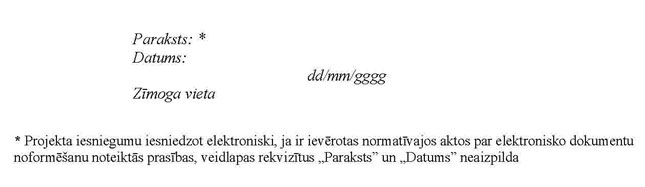 Paraksts: *
Datums:
dd/mm/gggg
Zīmoga vieta
* Projekta iesniegumu iesniedzot elektroniski, ja ir ievērotas normatīvajos aktos par elektronisko dokumentu
noformēšanu noteiktās prasības, veidlapas rekvizītus „Paraksts” un „Datums” neaizpilda